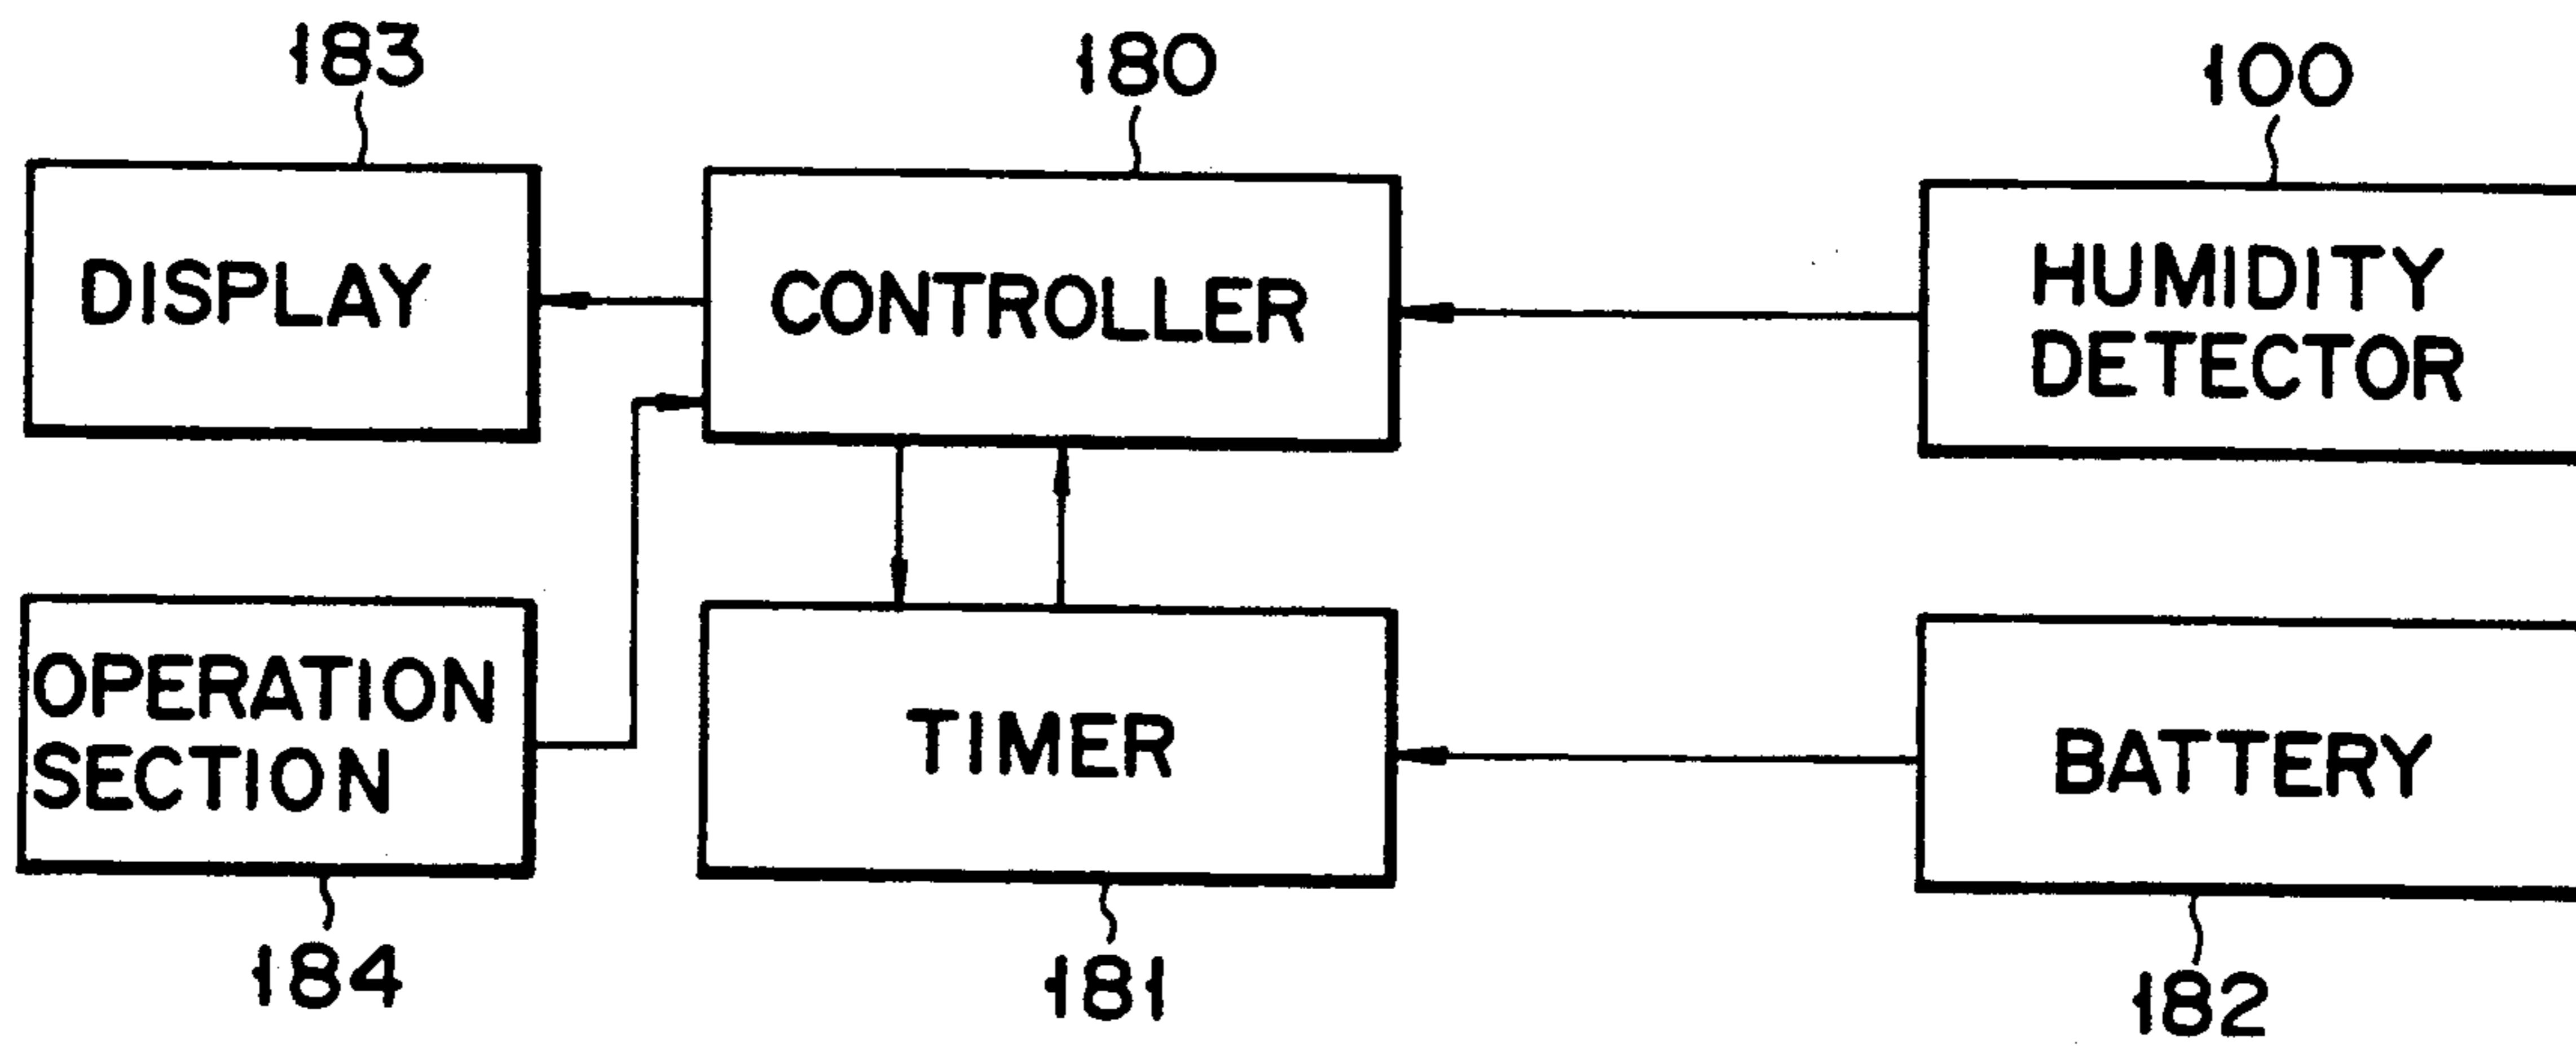 183
180
100
DISPLAY
CONTROLLER
HUMIDITY
DETECTOR
OPERATION
SECTION
TIMER
BATTERY
184
181
182